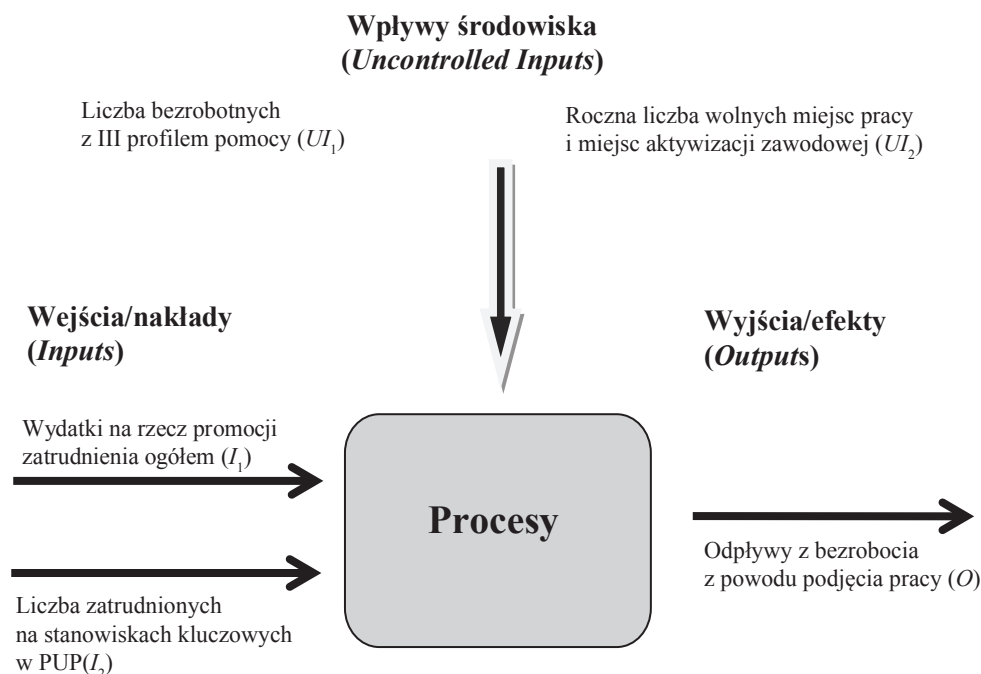 Wpływy środowiska
(Uncontrolled Inputs)
Liczba bezrobotnych
z III profilem pomocy (UI₁)
Roczna liczba wolnych miejsc pracy
i miejsc aktywizacji zawodowej (UI₂)
Wejścia/nakłady
(Inputs)
Wyjścia/efekty
(Outputs)
Wydatki na rzecz promocji
zatrudnienia ogółem (I₁)
Procesy
Liczba zatrudnionych
na stanowiskach kluczowych
w PUP(I₂)
Odpływy z bezrobocia
z powodu podjęcia pracy (O)